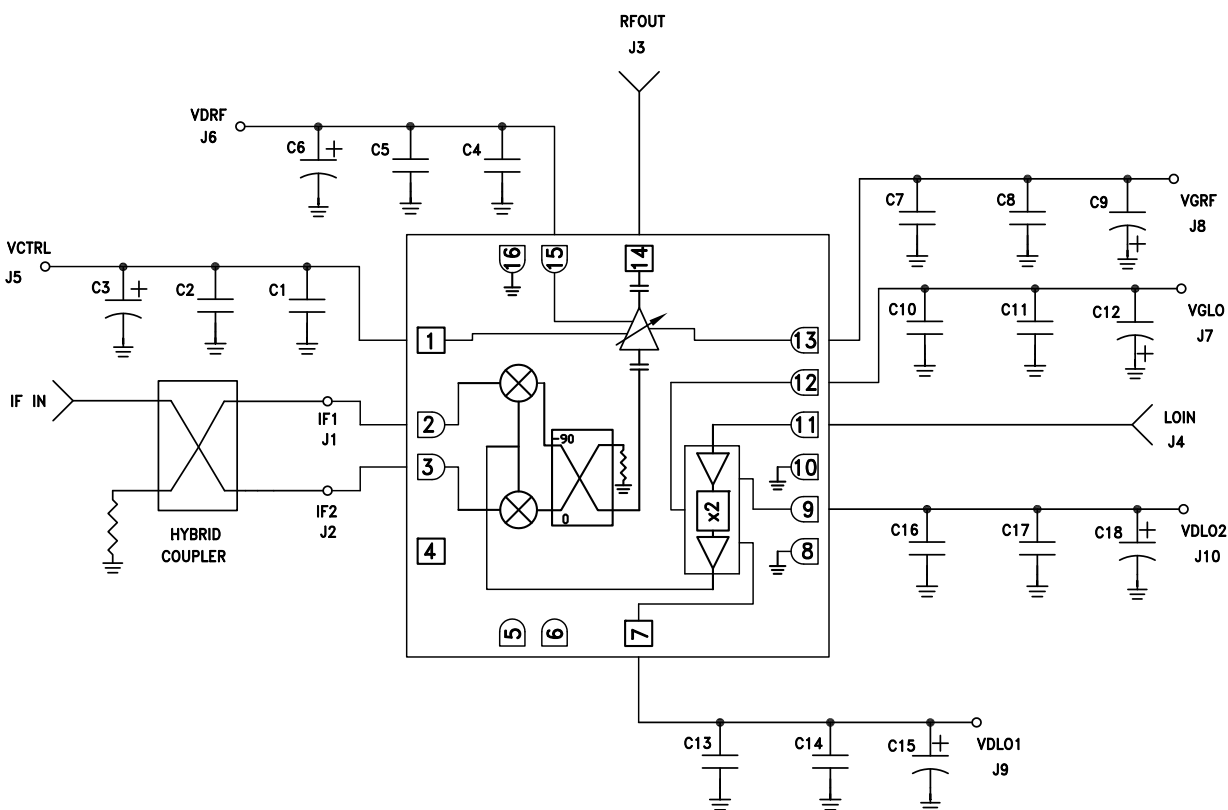 RFOUT
J3
VDRF
J6
C6 +
C5
C4
C7
C8
C9
+
VGRF
J8
VCTRL
J5
C3 +
C2
C1
16
15
14
C10
C11
C12
+
VGLO
J7
1
13
12
IF IN
IF1
J1
2
11
LOIN
J4
3
-90
10
IF2
J2
0
x2
9
HYBRID
COUPLER
4
8
C16
C17
C18 +
VDLO2
J10
5
6
7
C13
C14
C15 +
VDLO1
J9